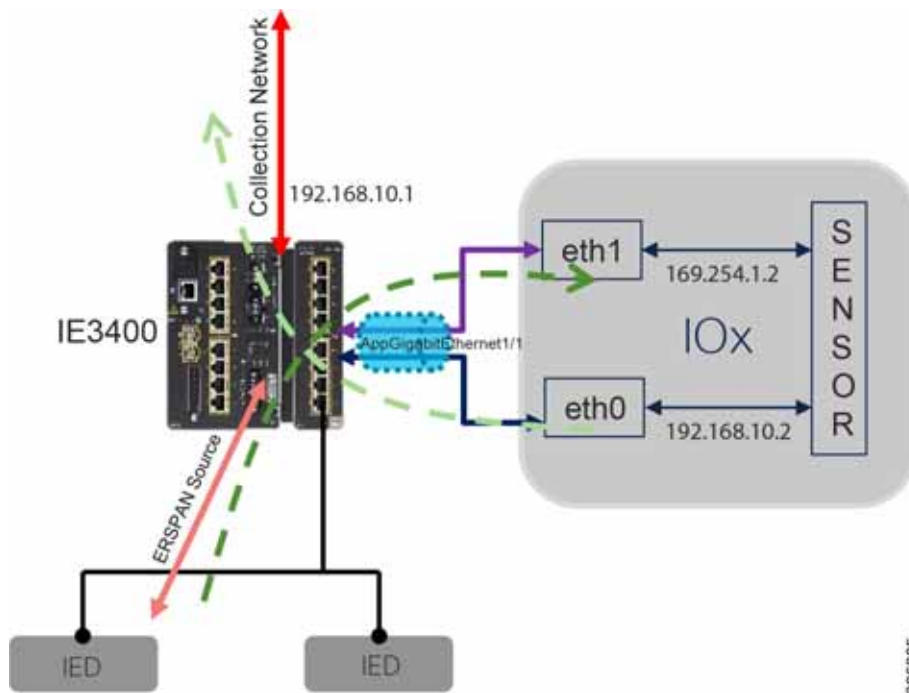 Collection Network
192.168.10.1
IE3400
AppGigabitEthernet1/1
eth1
169.254.1.2
IOx
eth0
192.168.10.2
SENSOR
ERSPAN Source
IED
IED